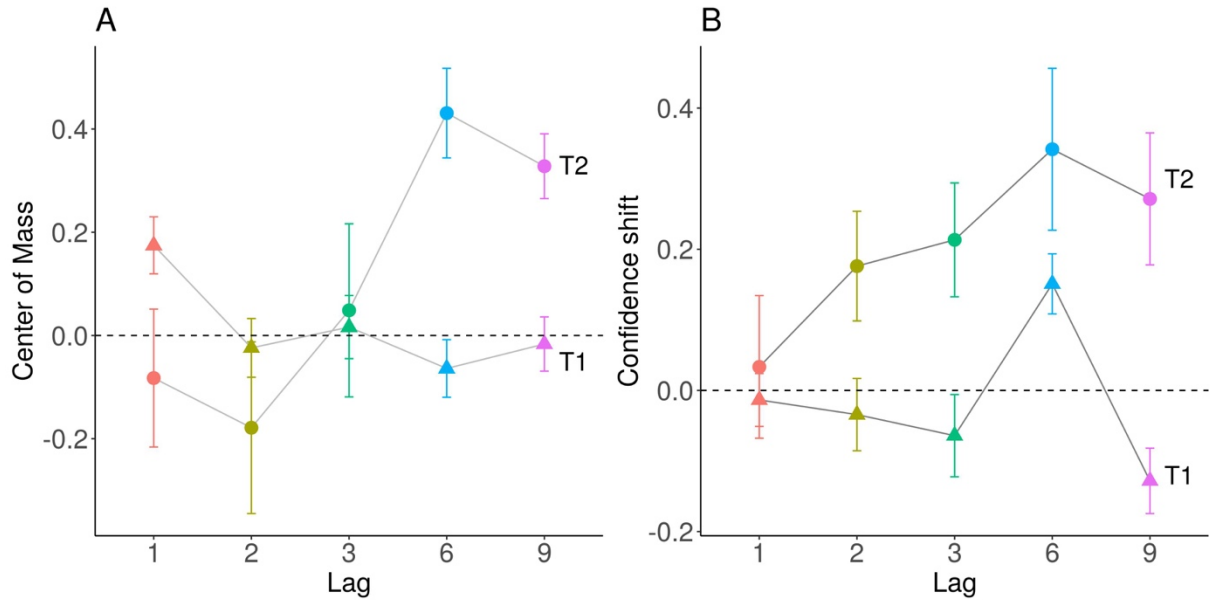 A
Center of Mass
0.4
0.2
0.0
-0.2
T2
T1
1 2 3 6 9
Lag
B
Confidence shift
0.4
0.2
0.0
-0.2
T2
T1
1 2 3 6 9
Lag